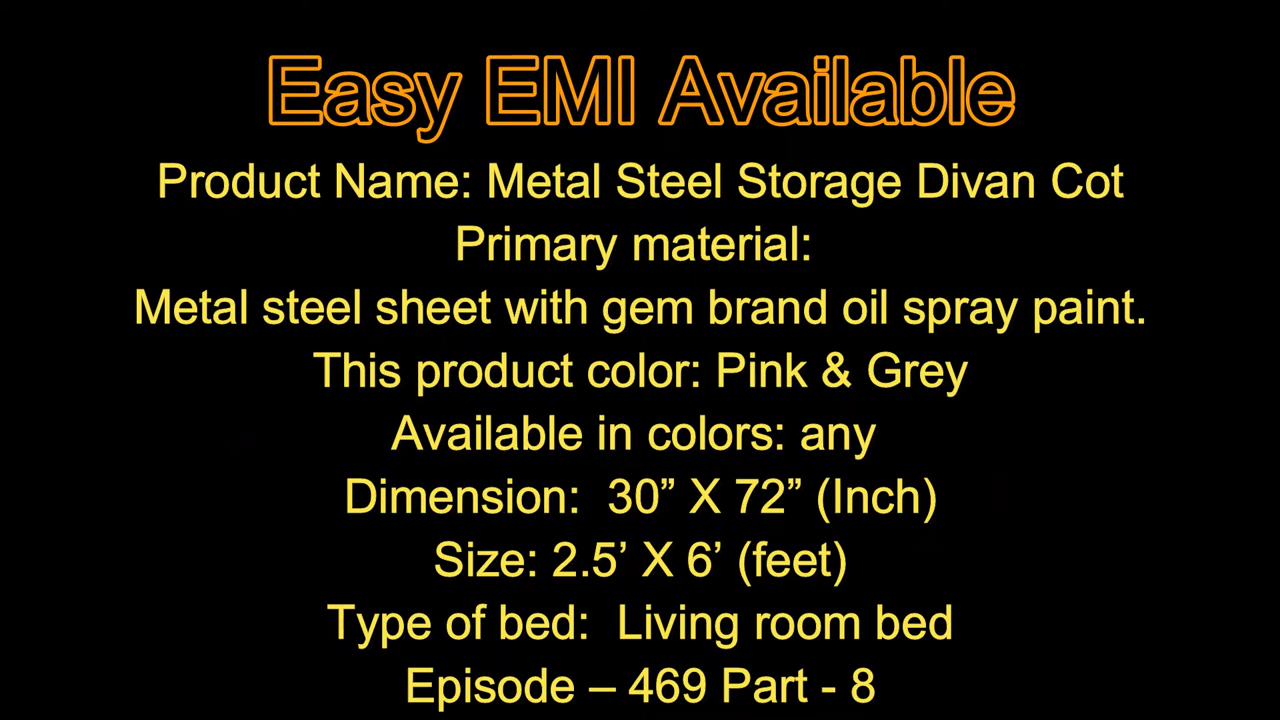 Easy EMI Available
Product Name: Metal Steel Storage Divan Cot
Primary material:
Metal steel sheet with gem brand oil spray paint.
This product color: Pink & Grey
Available in colors: any
Dimension:  30” X 72” (Inch)
Size: 2.5’ X 6’ (feet)
Type of bed:  Living room bed
Episode – 469 Part - 8